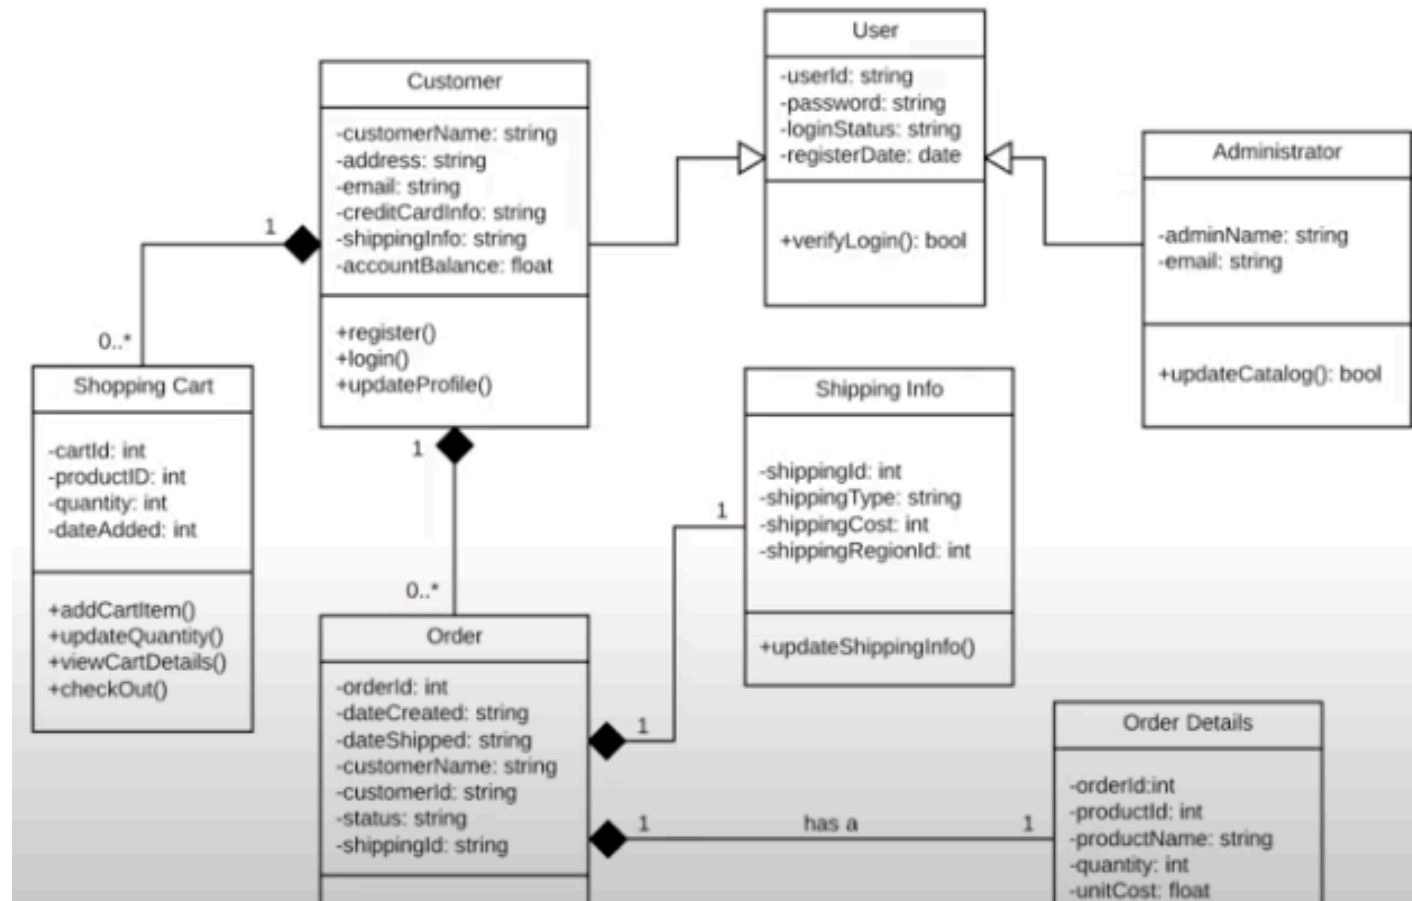 User
-userId: string
-password: string
-loginStatus: string
-registerDate: date
+verifyLogin(): bool
Customer
-customerName: string
-address: string
-email: string
-creditCardInfo: string
-shippingInfo: string
-accountBalance: float
+register()
+login()
+updateProfile()
Administrator
-adminName: string
-email: string
+updateCatalog(): bool
1
0..*
Shopping Cart
-cartId: int
-productID: int
-quantity: int
-dateAdded: int
+addCartItem()
+updateQuantity()
+viewCartDetails()
+checkOut()
1
0..*
Shipping Info
-shippingId: int
-shippingType: string
-shippingCost: int
-shippingRegionId: int
+updateShippingInfo()
1
1
Order
-orderId: int
-dateCreated: string
-dateShipped: string
-customerName: string
-customerId: string
-status: string
-shippingId: string
1
has a
1
Order Details
-orderId:int
-productId: int
-productName: string
-quantity: int
-unitCost: float